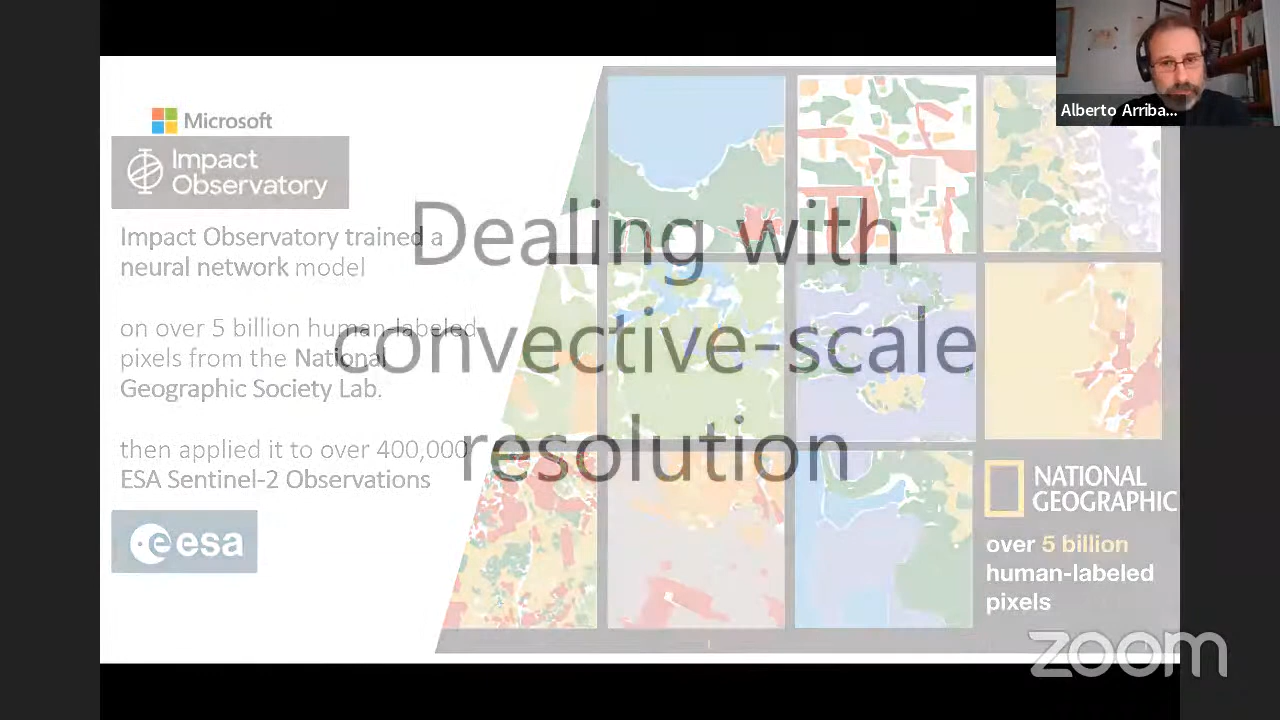 Microsoft
Impact
Observatory
Impact Observatory trained a
neural network model
on over 5 billion human-labeled
pixels from the National
Geographic Society Lab.
then applied it to over 400,000
ESA Sentinel-2 Observations
esa
Dealing with
convective-scale
resolution
NATIONAL
GEOGRAPHIC
over 5 billion
human-labeled
pixels
Alberto Arriba...
zoom